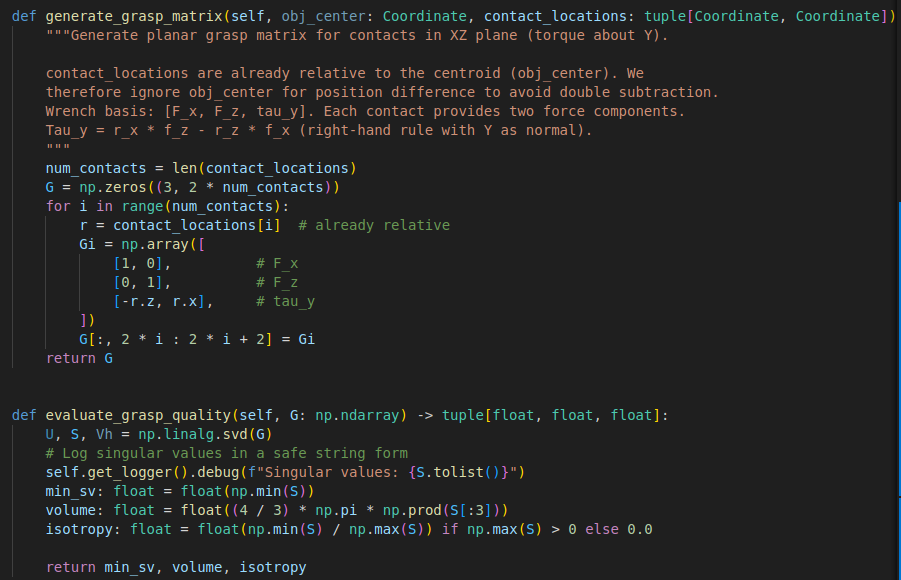 def generate_grasp_matrix(self, obj_center: Coordinate, contact_locations: tuple[Coordinate, Coordinate])
"""Generate planar grasp matrix for contacts in XZ plane (torque about Y).
contact_locations are already relative to the centroid (obj_center). We
therefore ignore obj_center for position difference to avoid double subtraction.
Wrench basis: [F_x, F_z, tau_y]. Each contact provides two force components.
Tau_y = r_x * f_z - r_z * f_x (right-hand rule with Y as normal).
"""
num_contacts = len(contact_locations)
G = np.zeros((3, 2 * num_contacts))
for i in range(num_contacts):
r = contact_locations[i]  # already relative
Gi = np.array([
[1, 0],          # F_x
[0, 1],          # F_z
[-r.z, r.x],     # tau_y
])
G[:, 2 * i : 2 * i + 2] = Gi
return G
def evaluate_grasp_quality(self, G: np.ndarray) -> tuple[float, float, float]:
U, S, Vh = np.linalg.svd(G)
# Log singular values in a safe string form
self.get_logger().debug(f"Singular values: {S.tolist()}")
min_sv: float = float(np.min(S))
volume: float = float((4 / 3) * np.pi * np.prod(S[:3]))
isotropy: float = float(np.min(S) / np.max(S)) if np.max(S) > 0 else 0.0
return min_sv, volume, isotropy